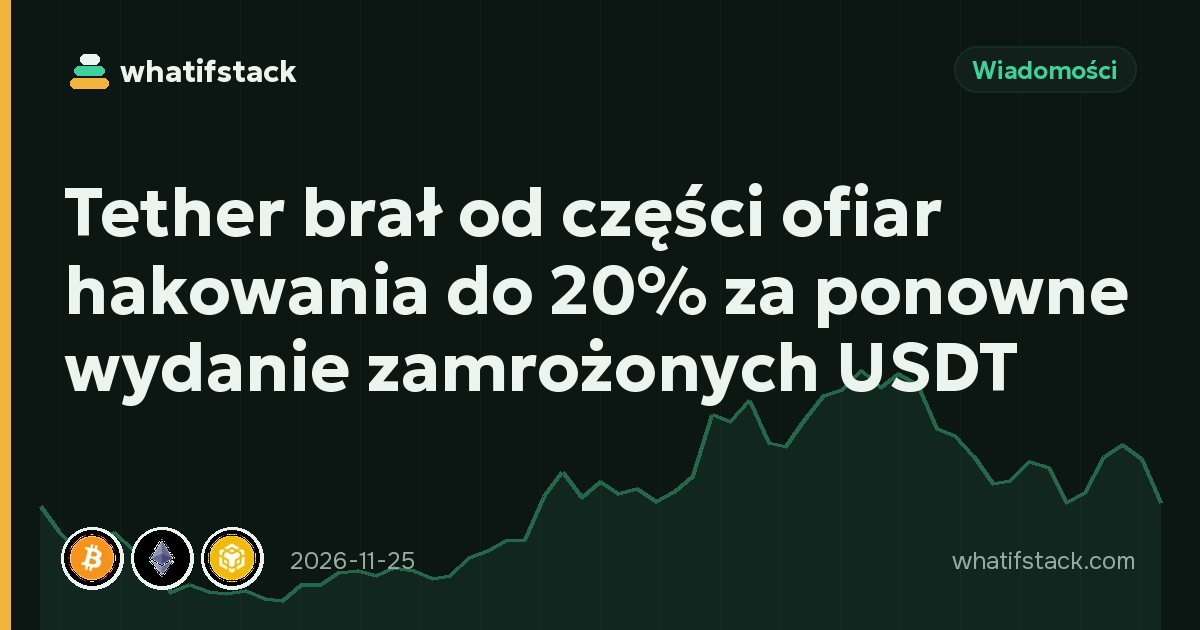 whatifstack
Wiadomości
Tether brał od części ofiar
hakowania do 20% za ponowne
wydanie zamrożonych USDT
2026-11-25
whatifstack.com